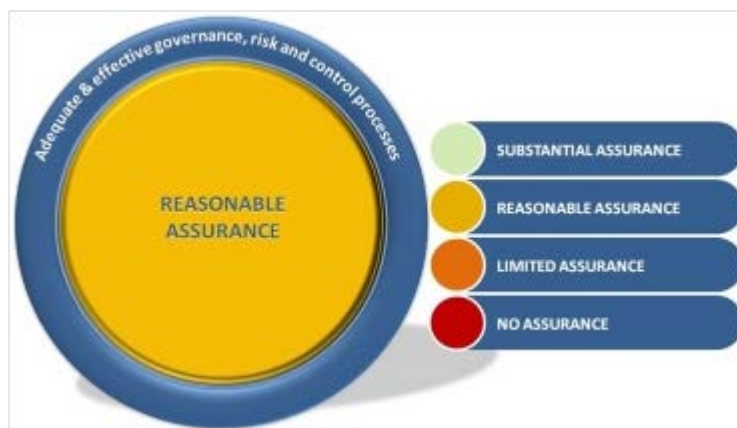 Adequate & effective governance, risk and control processes
REASONABLE
ASSURANCE
SUBSTANTIAL ASSURANCE
REASONABLE ASSURANCE
LIMITED ASSURANCE
NO ASSURANCE